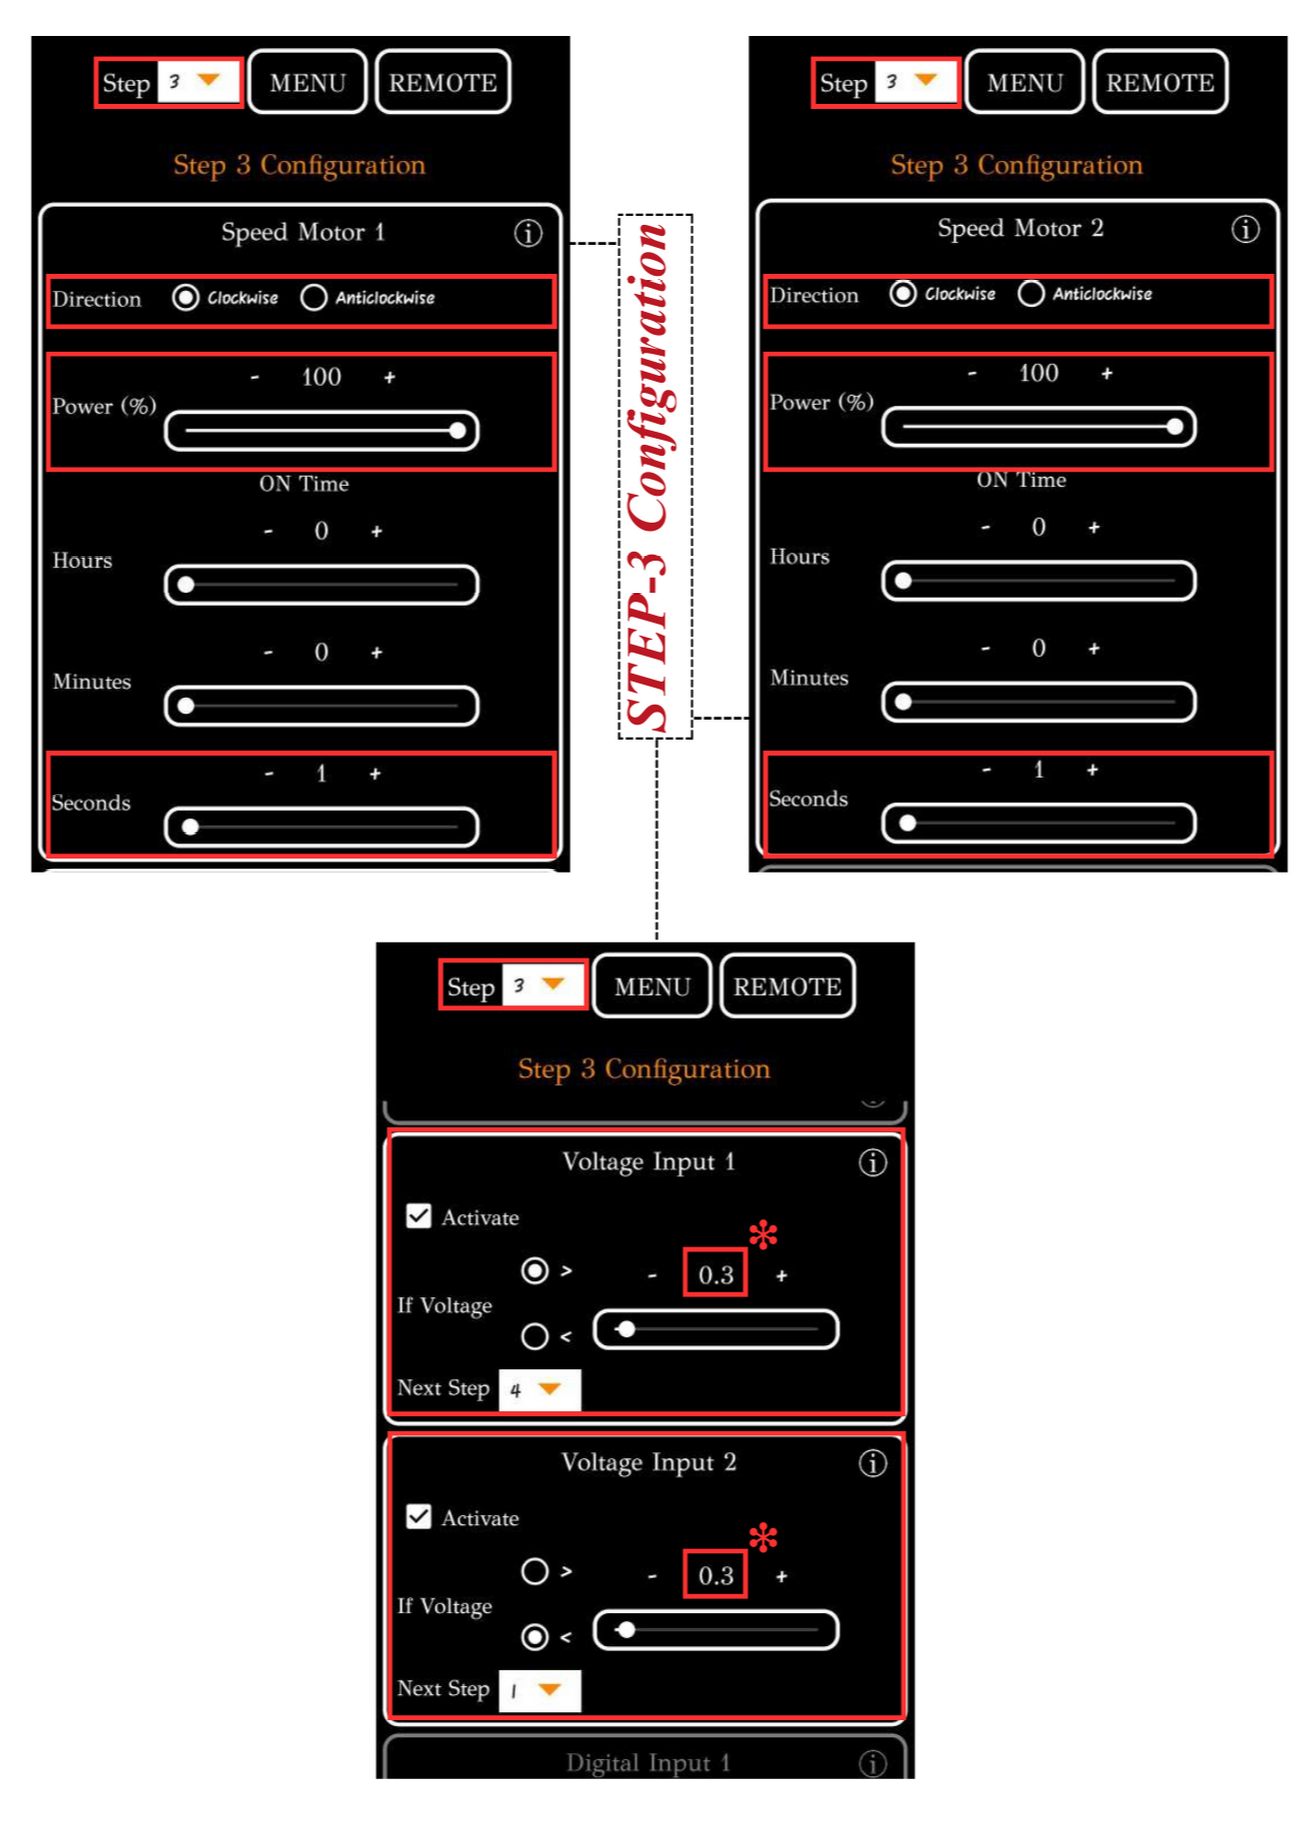 Step 3 MENU REMOTE
Step 3 Configuration
Speed Motor 1
Direction Clockwise Anticlockwise
- 100 +
Power (%)
ON Time
- 0 +
Hours
- 0 +
Minutes
- 1 +
Seconds
STEP-3 Configuration
Step 3 MENU REMOTE
Step 3 Configuration
Speed Motor 2
Direction Clockwise Anticlockwise
- 100 +
Power (%)
ON Time
- 0 +
Hours
- 0 +
Minutes
- 1 +
Seconds
Step 3 MENU REMOTE
Step 3 Configuration
Voltage Input 1
Activate
> - 0.3 +
If Voltage
<
Next Step 4
Voltage Input 2
Activate
> - 0.3 +
If Voltage
<
Next Step 1
Digital Input 1